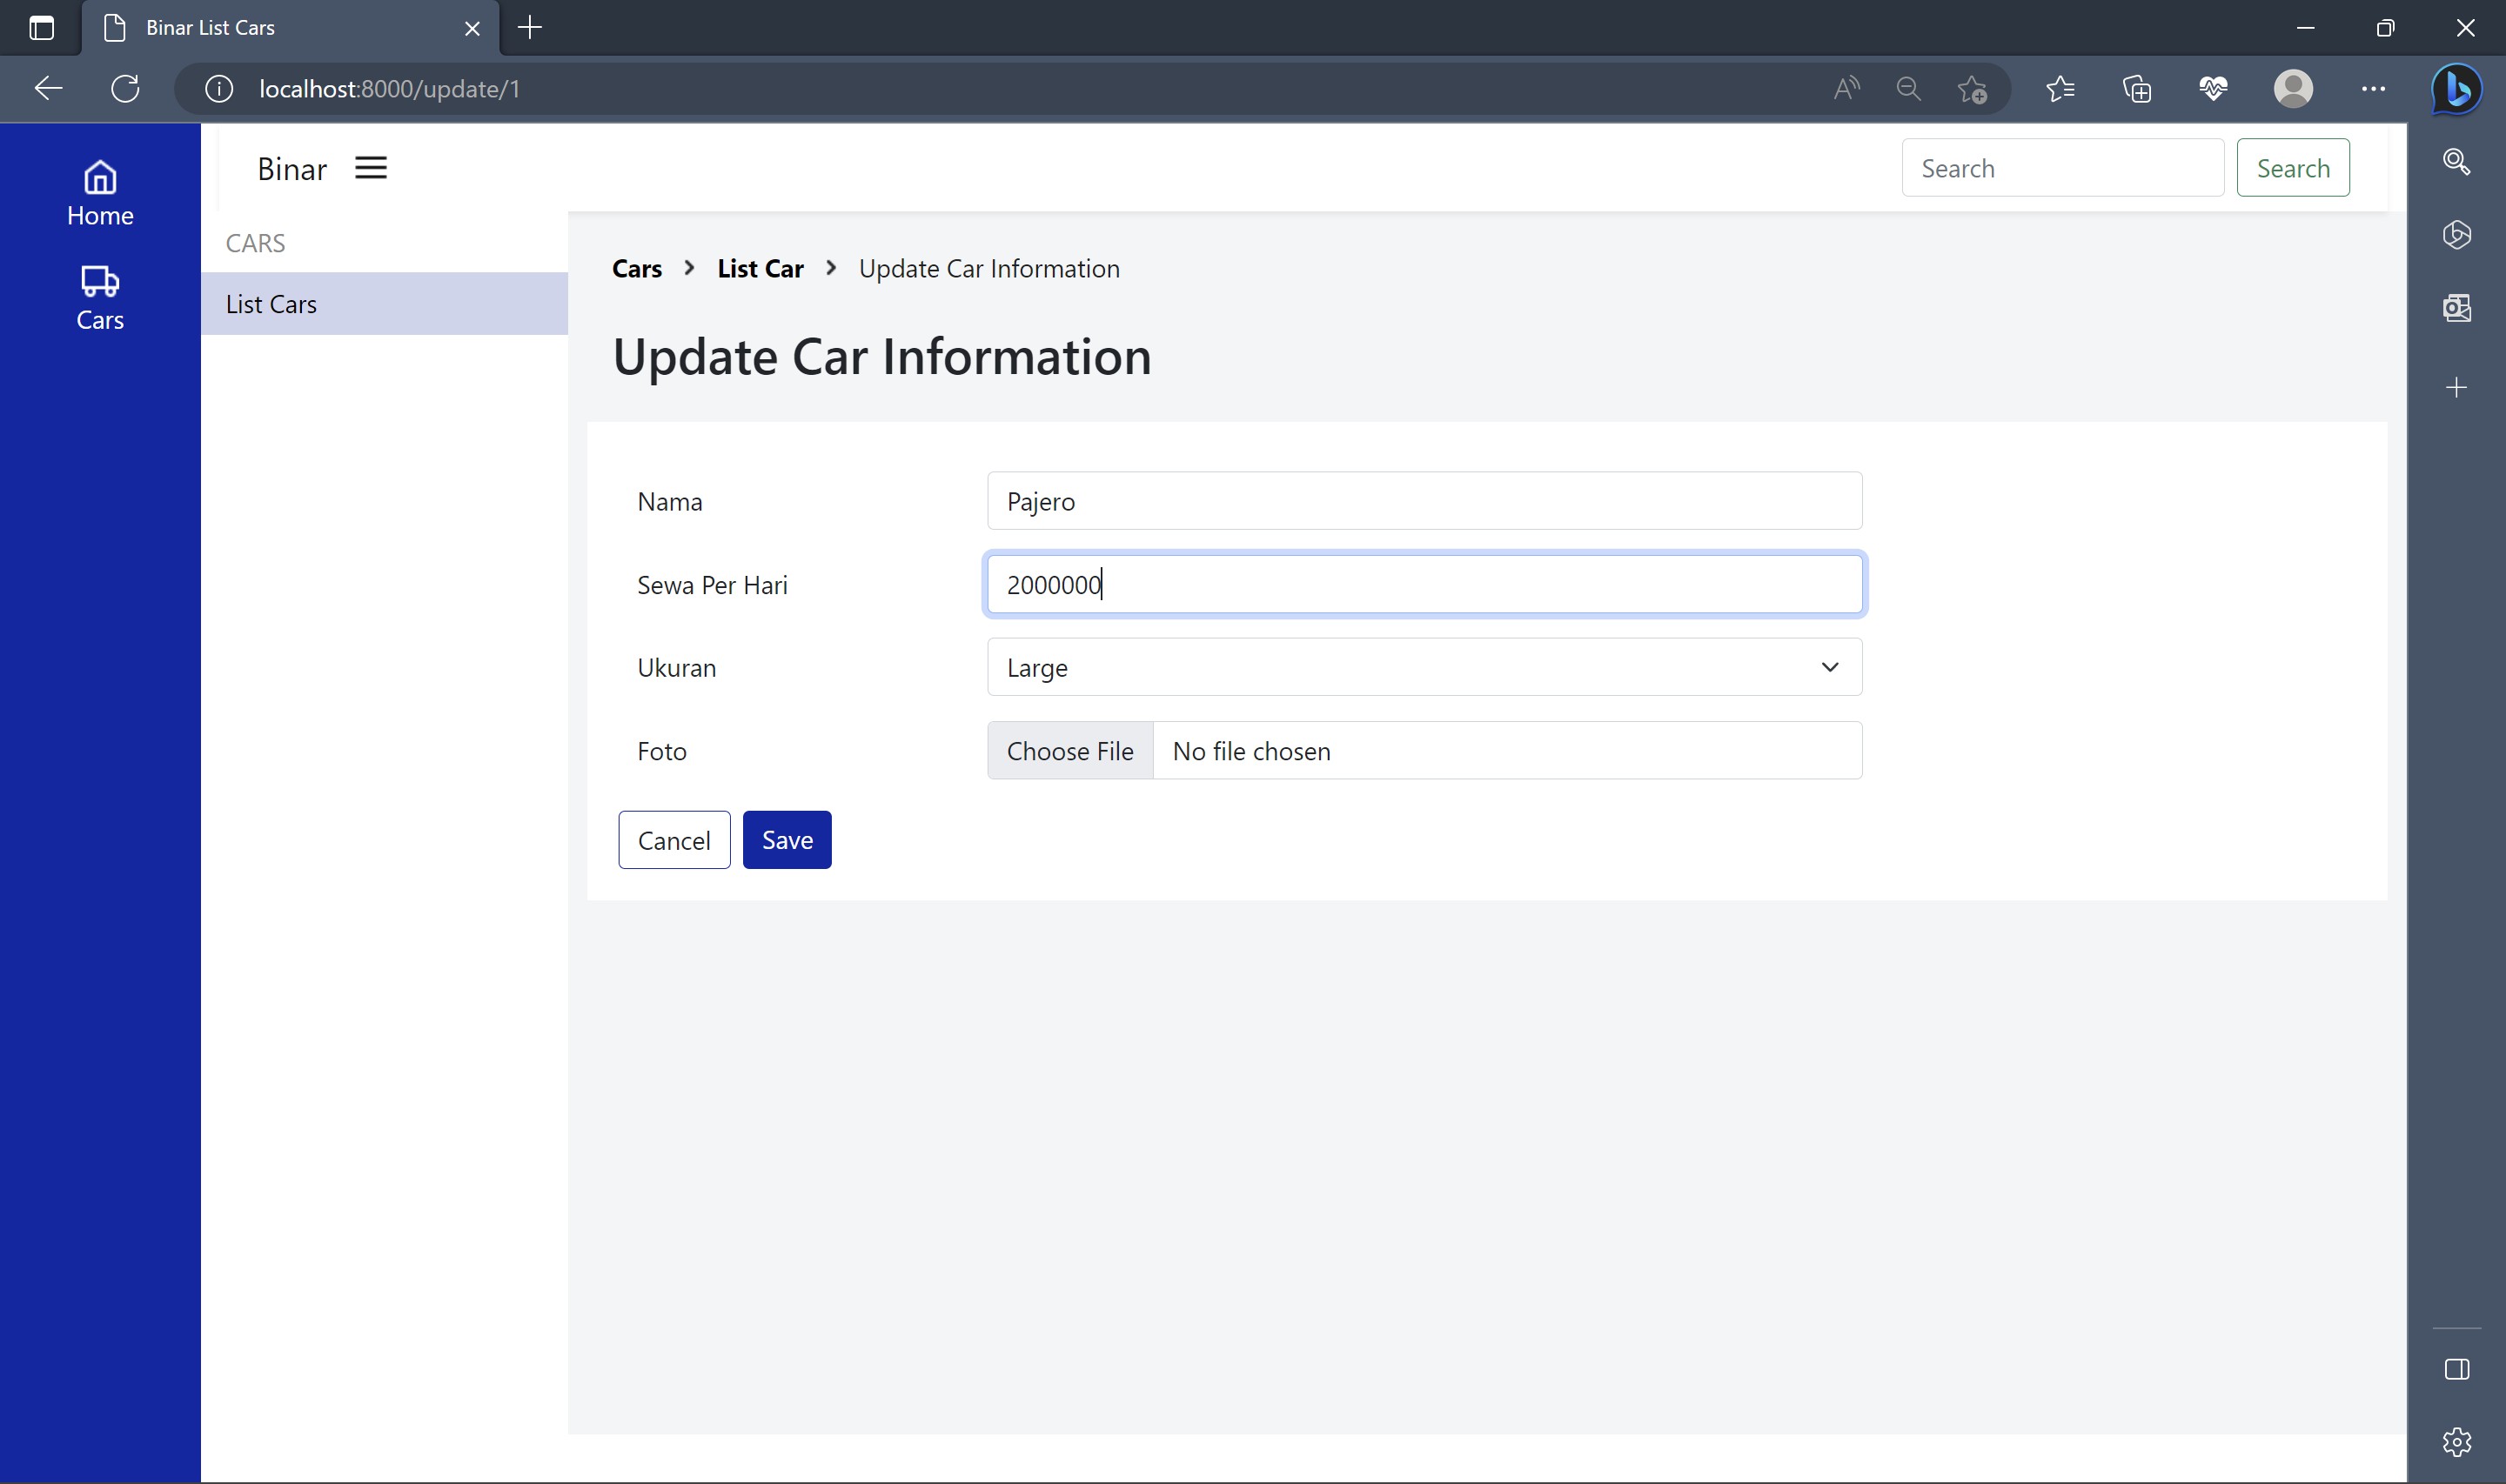 Binar List Cars
localhost:8000/update/1
Home
Cars
Binar
Search
Search
CARS
List Cars
Cars > List Car > Update Car Information
Update Car Information
Nama
Pajero
Sewa Per Hari
2000000
Ukuran
Large
Foto
Choose File No file chosen
Cancel
Save